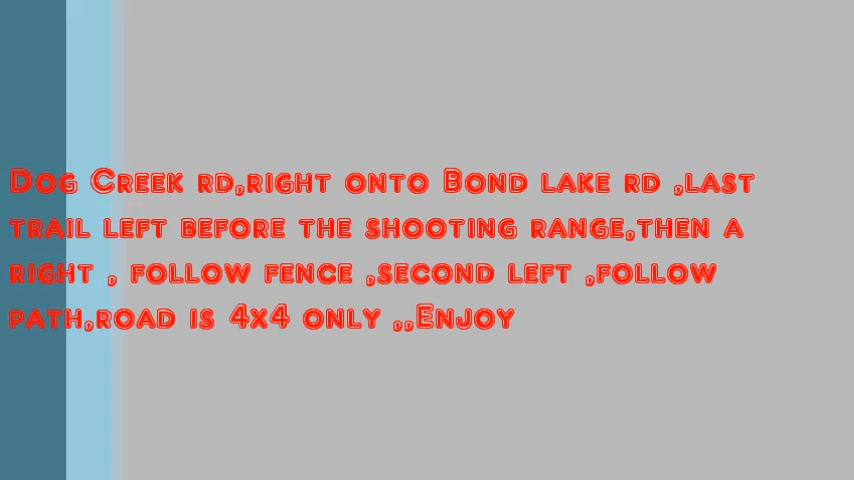 Dog Creek rd,right onto Bond lake rd ,last
trail left before the shooting range,then a
right , follow fence ,second left ,follow
path,road is 4x4 only ,,Enjoy